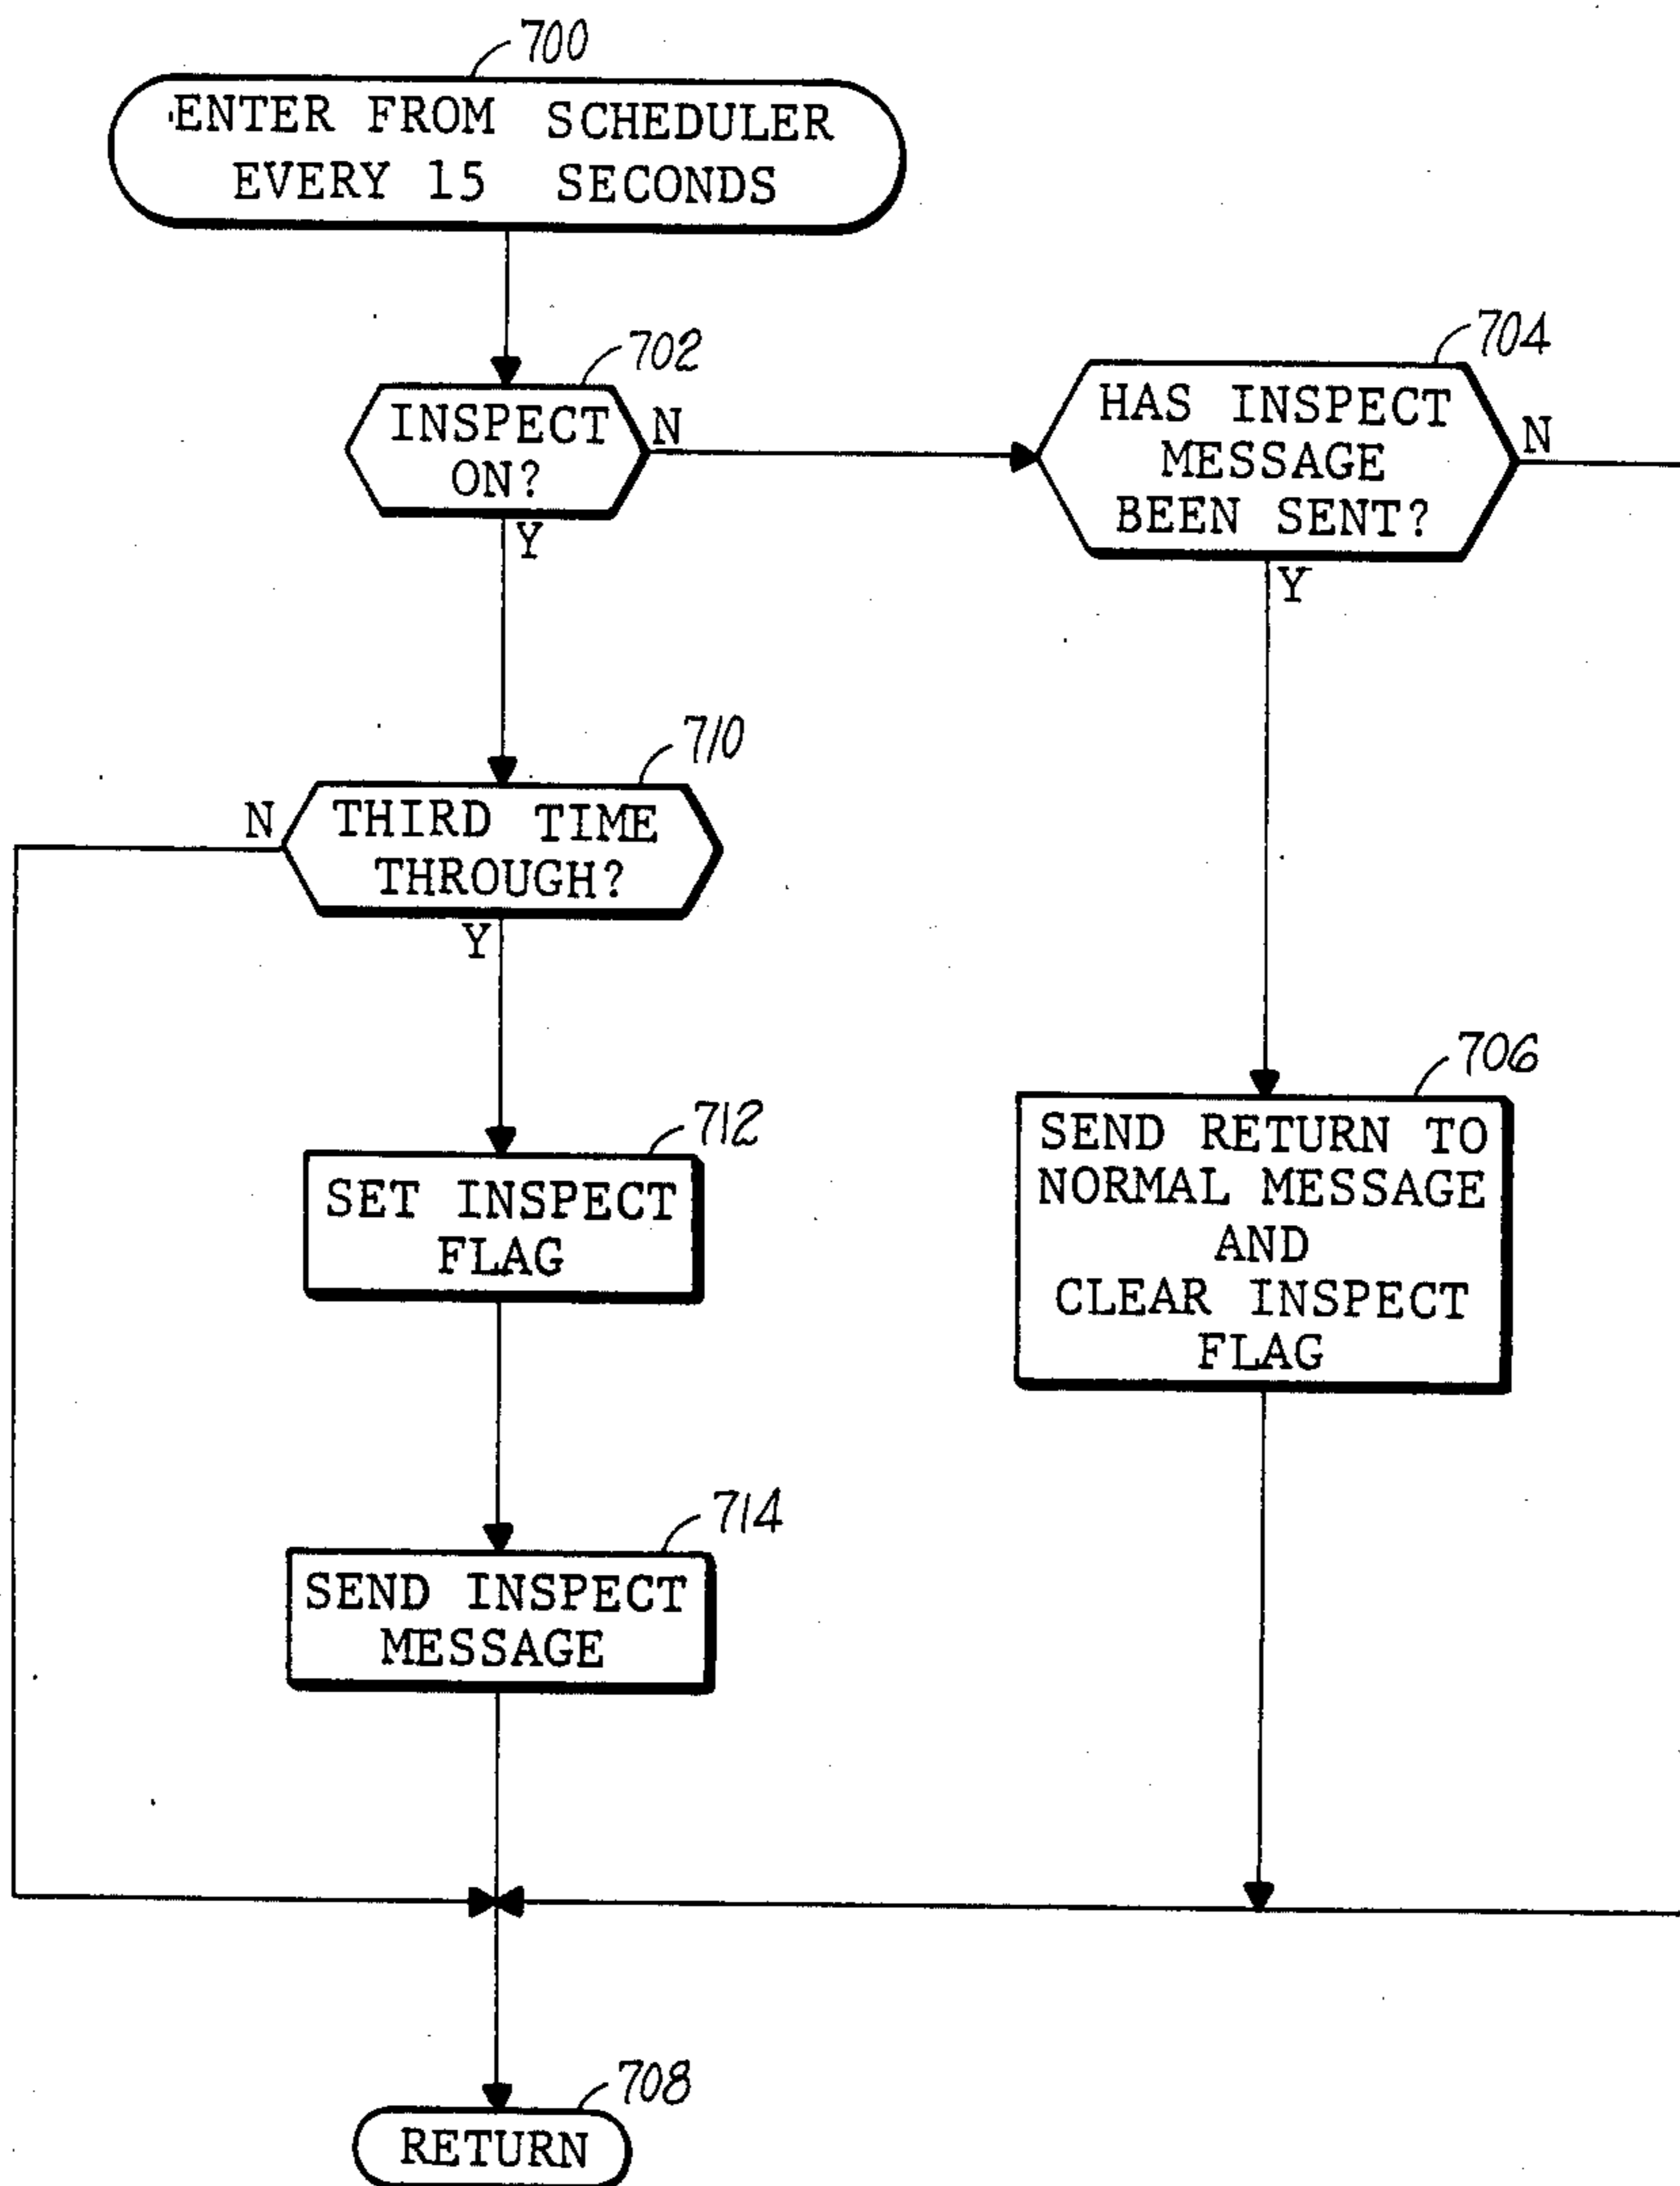 700
ENTER FROM SCHEDULER
EVERY 15 SECONDS
702
INSPECT
ON?
N
Y
704
HAS INSPECT
MESSAGE
BEEN SENT?
N
Y
710
N
THIRD TIME
THROUGH?
Y
712
SET INSPECT
FLAG
706
SEND RETURN TO
NORMAL MESSAGE
AND
CLEAR INSPECT
FLAG
714
SEND INSPECT
MESSAGE
708
RETURN